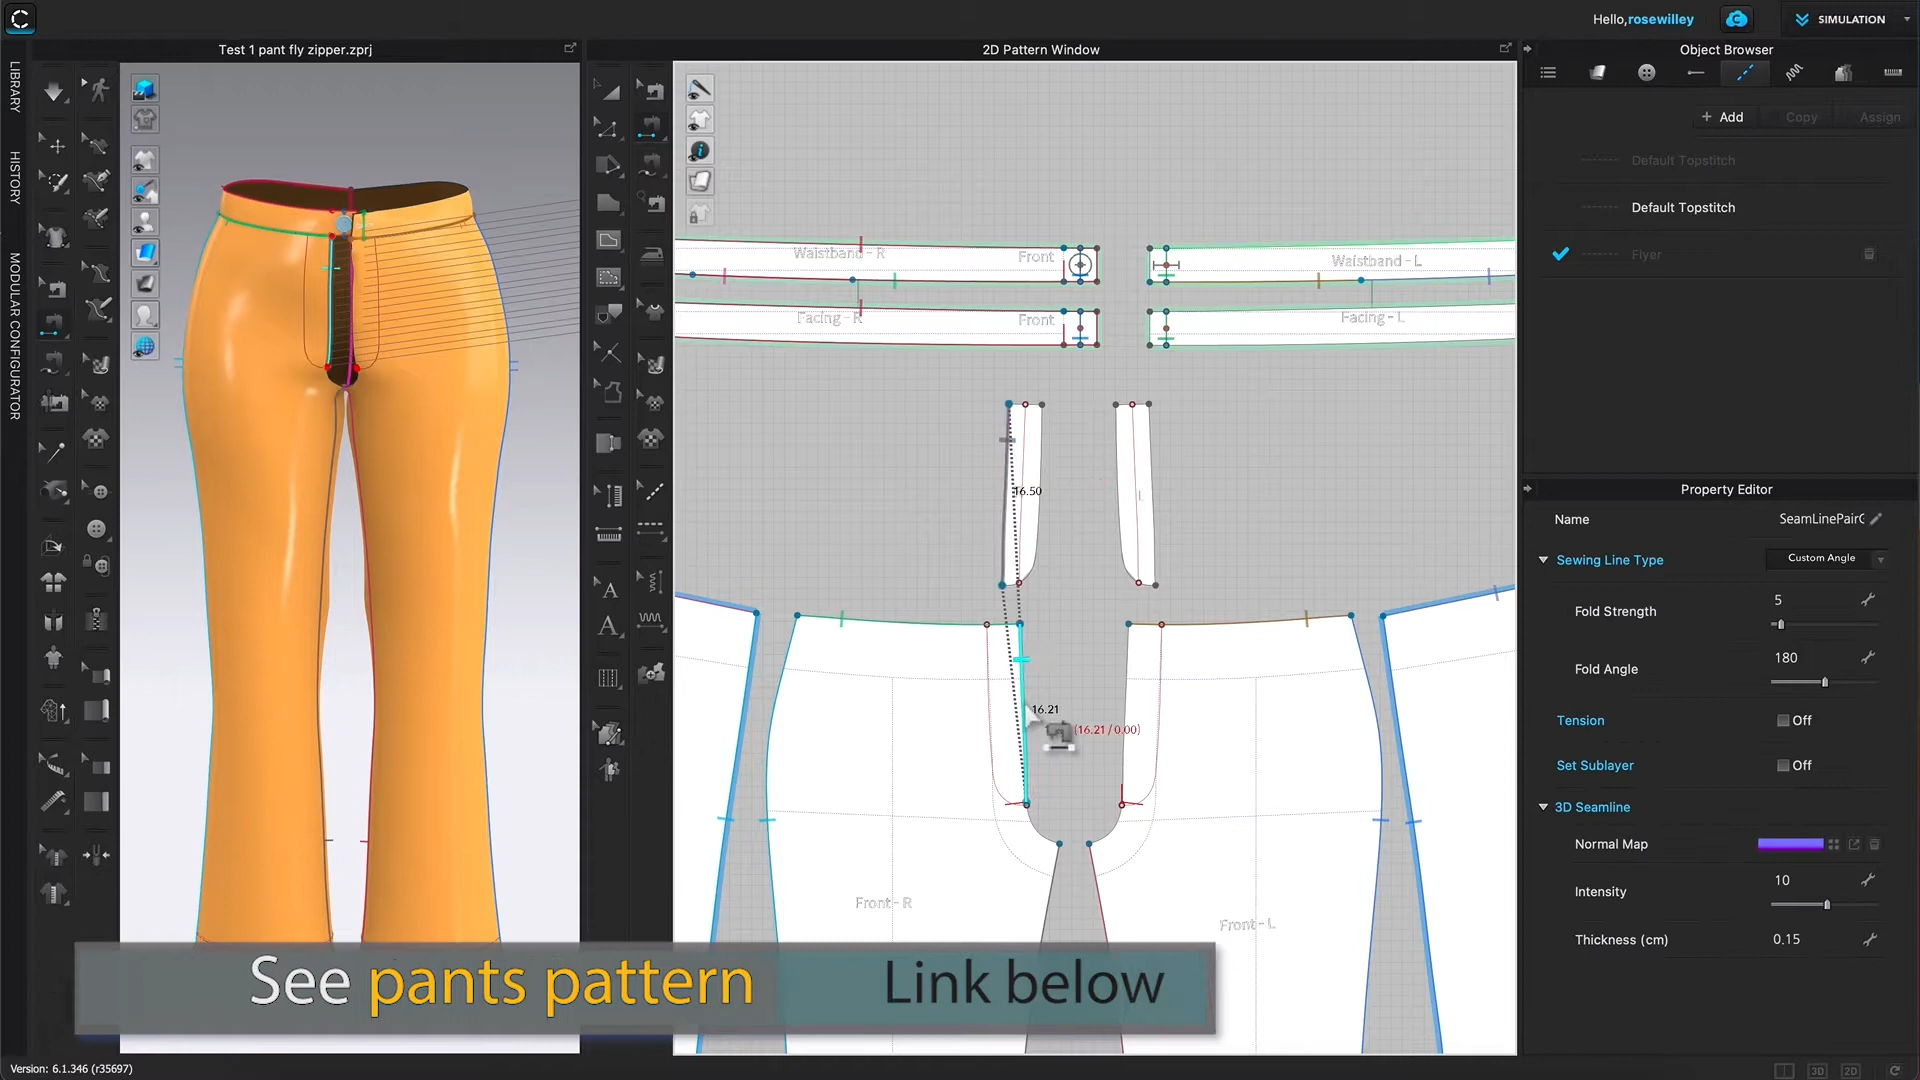 Hello,rosewilley
SIMULATION
Test 1 pant fly zipper.zprj
2D Pattern Window
Object Browser
LIBRARY
HISTORY
MODULAR CONFIGURATOR
+ Add
Copy
Assign
Default Topstitch
Default Topstitch
Flyer
Waistband - R
Front
Waistband - L
Facing - R
Front
Facing - L
16.50
L
16.21
(16.21 / 0.00)
Front - R
Front - L
Property Editor
Name
SeamLinePair
Sewing Line Type
Custom Angle
Fold Strength
5
Fold Angle
180
Tension
Off
Set Sublayer
Off
3D Seamline
Normal Map
Intensity
10
Thickness (cm)
0.15
See pants pattern
Link below
Version: 6.1.346 (r35697)
3D
2D